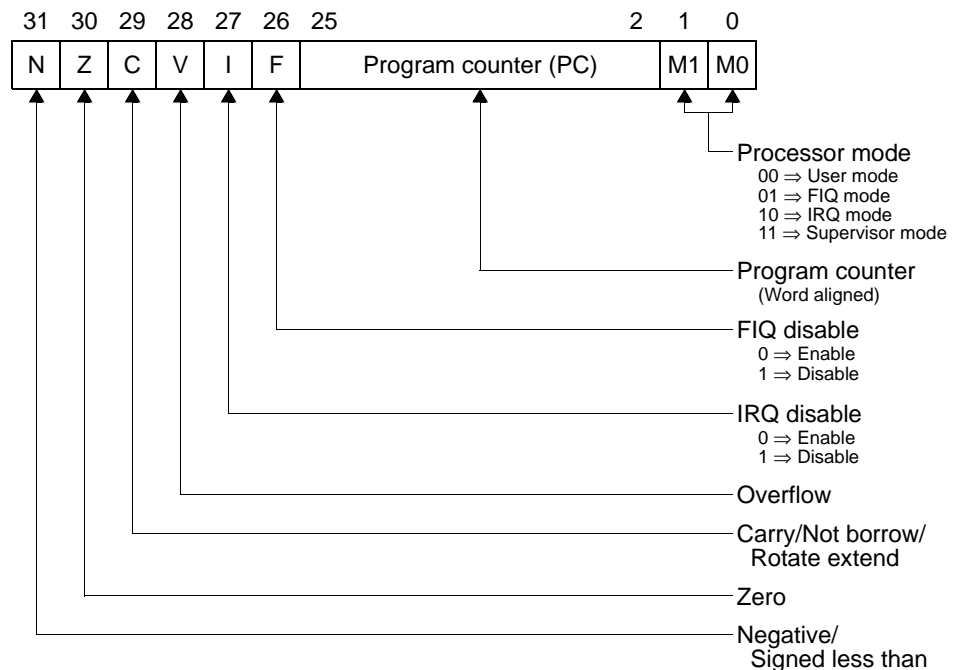 31 30 29 28 27 26 25 2 1 0
N Z C V I F Program counter (PC) M1 M0
Processor mode
00 ⇒ User mode
01 ⇒ FIQ mode
10 ⇒ IRQ mode
11 ⇒ Supervisor mode
Program counter
(Word aligned)
FIQ disable
0 ⇒ Enable
1 ⇒ Disable
IRQ disable
0 ⇒ Enable
1 ⇒ Disable
Overflow
Carry/Not borrow/
Rotate extend
Zero
Negative/
Signed less than